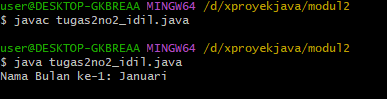 user@DESKTOP-GKBREAA MINGW64 /d/xproyekjava/modul2
$ javac tugas2no2_idil.java
user@DESKTOP-GKBREAA MINGW64 /d/xproyekjava/modul2
$ java tugas2no2_idil.java
Nama Bulan ke-1: Januari